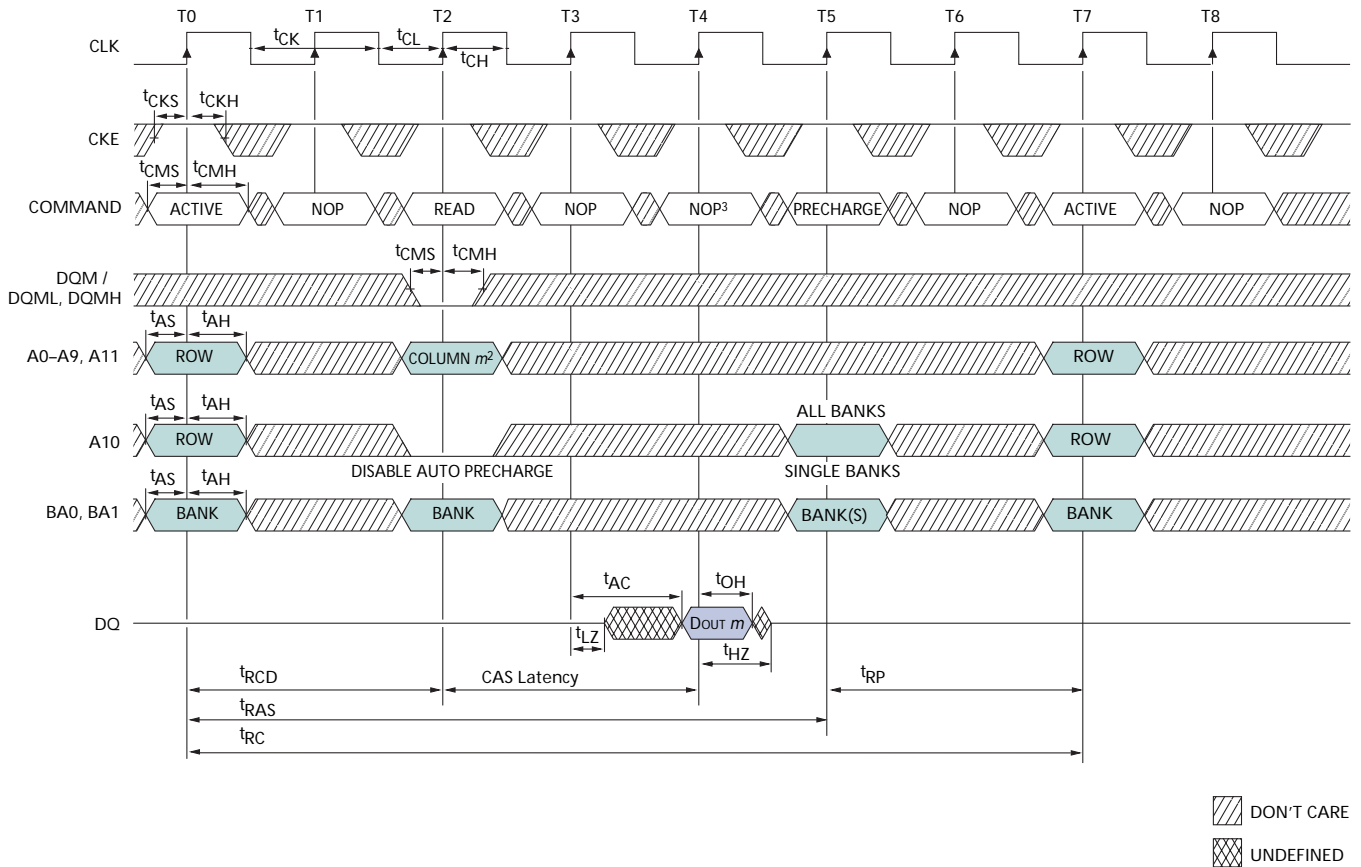 T0 T1 T2 T3 T4 T5 T6 T7 T8
CLK
tCK tCL
tCH
tCKS tCKH
CKE
tCMS tCMH
COMMAND ACTIVE NOP READ NOP NOP3 PRECHARGE NOP ACTIVE NOP
tCMS tCMH
DQM /
DQML, DQMH
tAS tAH
A0–A9, A11 ROW COLUMN m2 ROW
tAS tAH
ALL BANKS
A10 ROW ROW
DISABLE AUTO PRECHARGE SINGLE BANKS
tAS tAH
BA0, BA1 BANK BANK BANK(S) BANK
tAC tOH
DQ DOUT m
tLZ
tHZ
tRCD CAS Latency tRP
tRAS
tRC
DON'T CARE
UNDEFINED